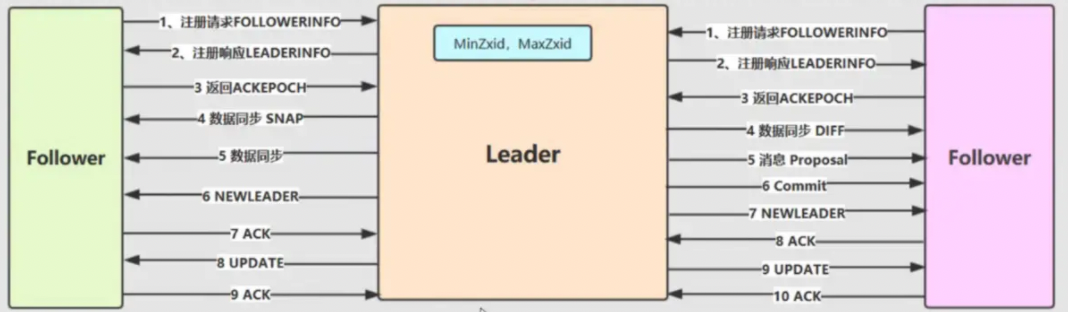 Follower
1、注册请求FOLLOWERINFO
2、注册响应LEADERINFO
3 返回ACKEPOCH
4 数据同步 SNAP
5 数据同步
6 NEWLEADER
7 ACK
8 UPDATE
9 ACK
MinZxid，MaxZxid
Leader
1、注册请求FOLLOWERINFO
2、注册响应LEADERINFO
3 返回ACKEPOCH
4 数据同步 DIFF
5 消息 Proposal
6 Commit
7 NEWLEADER
8 ACK
9 UPDATE
10 ACK
Follower